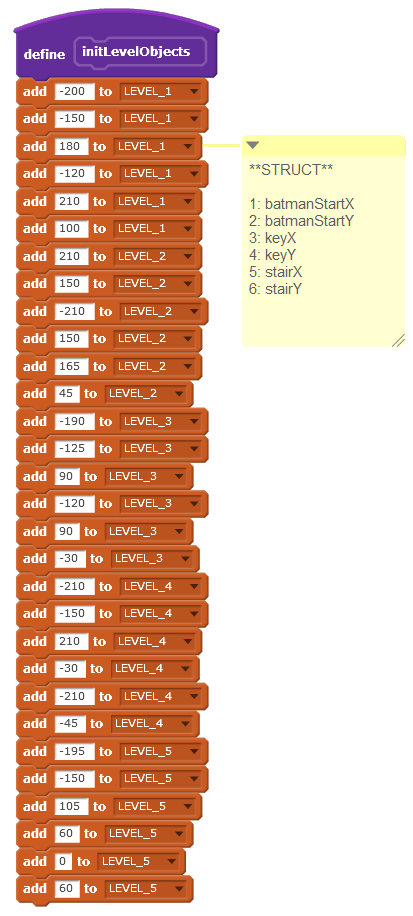 define initLevelObjects
add -200 to LEVEL_1
add -150 to LEVEL_1
add 180 to LEVEL_1
add -120 to LEVEL_1
add 210 to LEVEL_1
add 100 to LEVEL_1
add 210 to LEVEL_2
add 150 to LEVEL_2
add -210 to LEVEL_2
add 150 to LEVEL_2
add 165 to LEVEL_2
add 45 to LEVEL_2
add -190 to LEVEL_3
add -125 to LEVEL_3
add 90 to LEVEL_3
add -120 to LEVEL_3
add 90 to LEVEL_3
add -30 to LEVEL_3
add -210 to LEVEL_4
add -150 to LEVEL_4
add 210 to LEVEL_4
add -30 to LEVEL_4
add -210 to LEVEL_4
add -45 to LEVEL_4
add -195 to LEVEL_5
add -150 to LEVEL_5
add 105 to LEVEL_5
add 60 to LEVEL_5
add 0 to LEVEL_5
add 60 to LEVEL_5
**STRUCT**
1: batmanStartX
2: batmanStartY
3: keyX
4: keyY
5: stairX
6: stairY